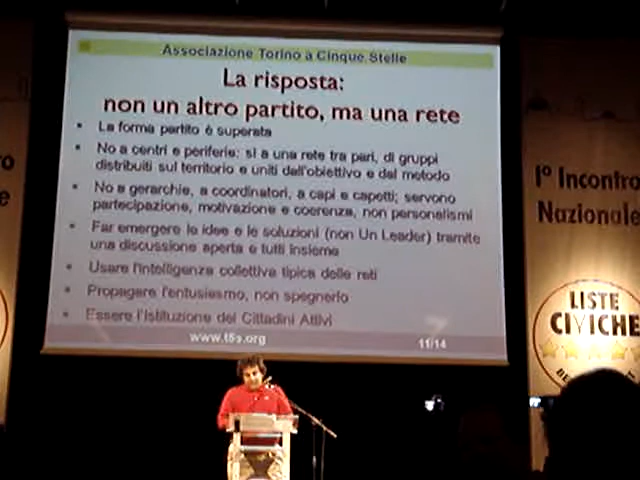 Associazione Torino a Cinque Stelle
La risposta:
non un altro partito, ma una rete
• La forma partito è superata
• No a centri e periferie: sì a una rete tra pari, di gruppi
distribuiti sul territorio e uniti dall'obiettivo e dal metodo
• No a gerarchie, a coordinatori, a capi e capetti; servono
partecipazione, motivazione e coerenza, non personalismi
• Far emergere le idee e le soluzioni (non Un Leader) tramite
una discussione aperta e tutti insieme
• Usare l'intelligenza collettiva tipica delle reti
• Propagare l'entusiasmo, non spegnerlo
• Essere l'Istituzione dei Cittadini Attivi
www.t5s.org
11/14
I° Incontro
Nazionale
LISTE
CIVICHE